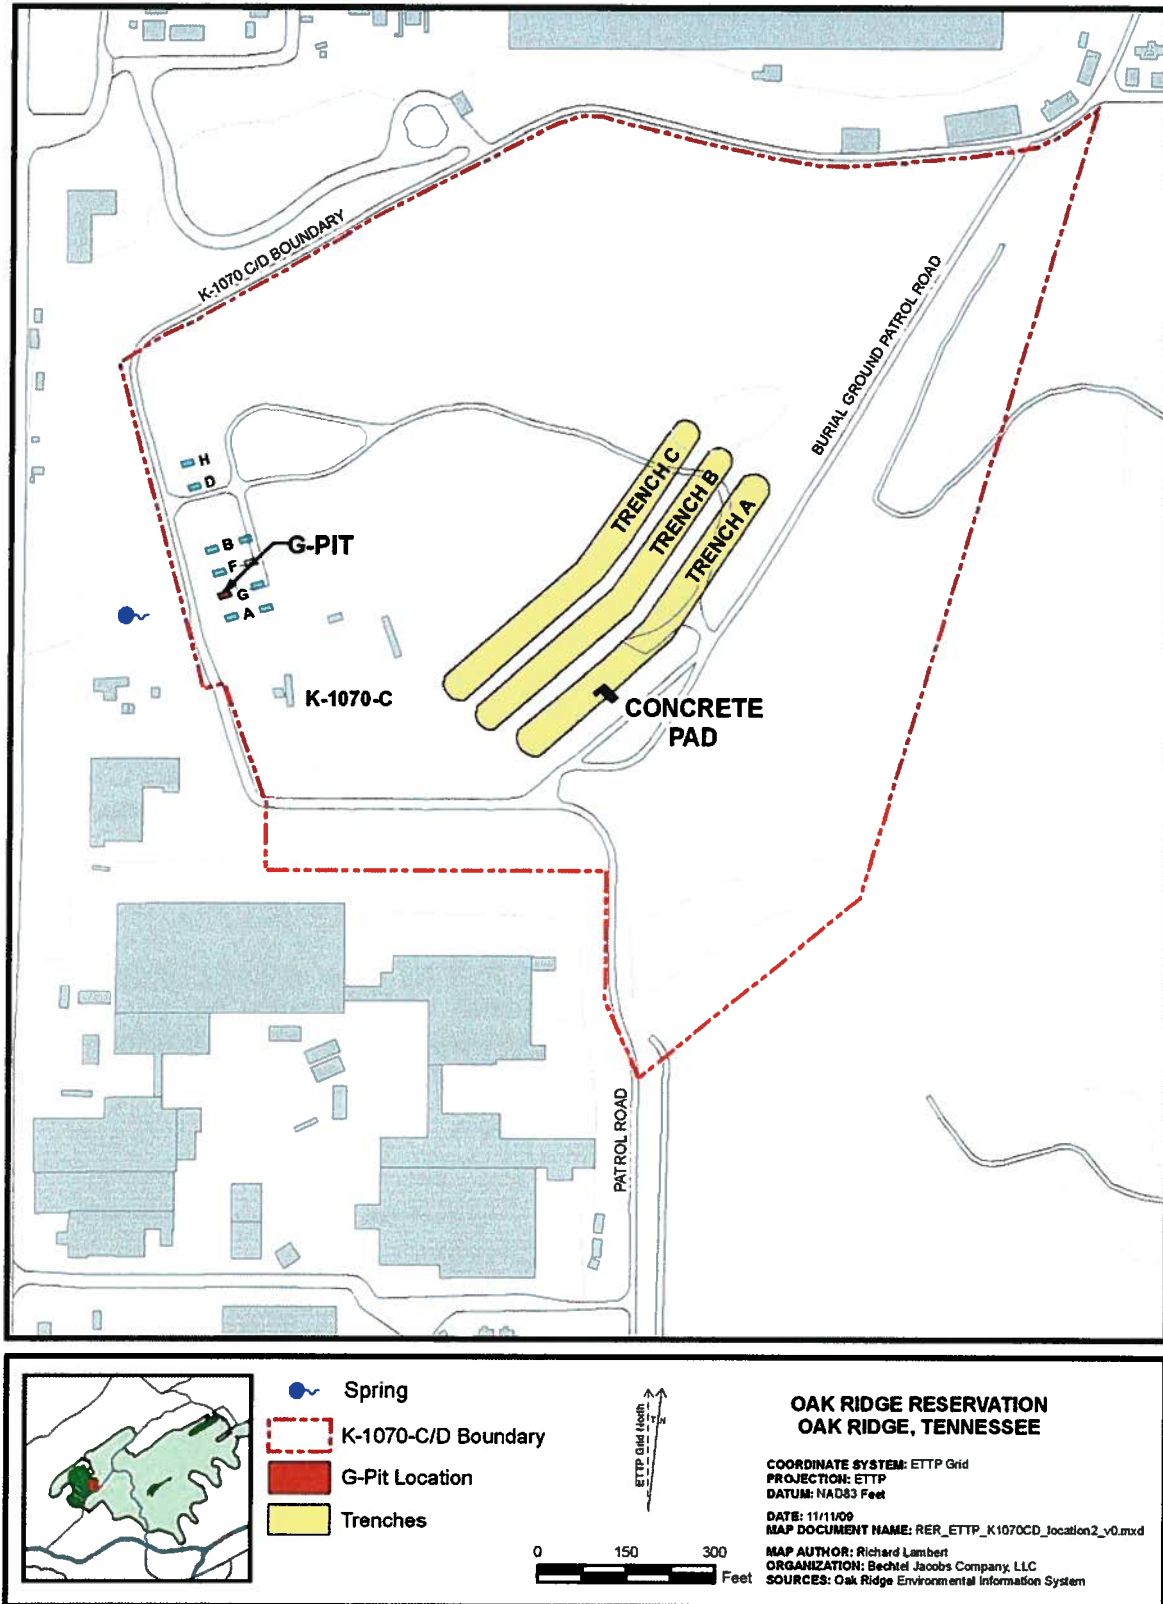 K-1070 C/D BOUNDARY
BURIAL GROUND PATROL ROAD
H
D
B
F
G-PIT
G
A
TRENCH C
TRENCH B
TRENCH A
K-1070-C
CONCRETE
PAD
PATROL ROAD
Spring
K-1070-C/D Boundary
G-Pit Location
Trenches
ETTP Grid North
T N
0 150 300
Feet
OAK RIDGE RESERVATION
OAK RIDGE, TENNESSEE
COORDINATE SYSTEM: ETTP Grid
PROJECTION: ETTP
DATUM: NAD83 Feet
DATE: 11/11/09
MAP DOCUMENT NAME: RER_ETTP_K1070CD_location2_v0.mxd
MAP AUTHOR: Richard Lambert
ORGANIZATION: Bechtel Jacobs Company, LLC
SOURCES: Oak Ridge Environmental Information System